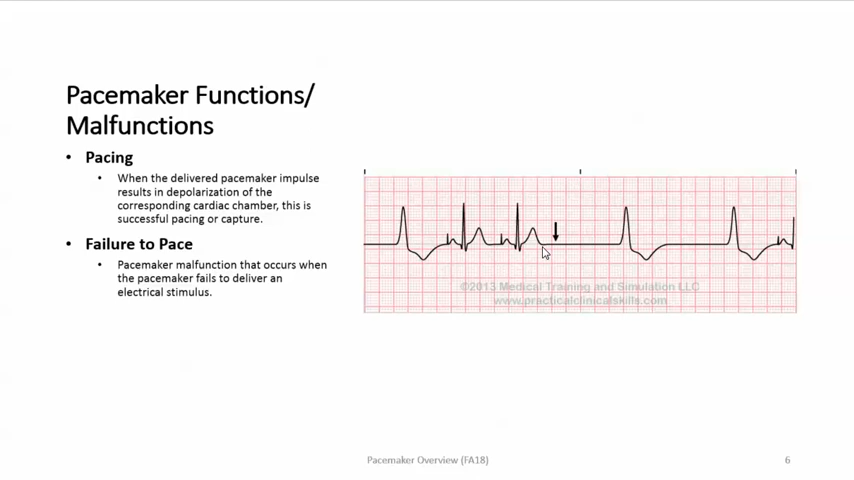 Pacemaker Functions/
Malfunctions
• Pacing
• When the delivered pacemaker impulse
results in depolarization of the
corresponding cardiac chamber, this is
successful pacing or capture.
• Failure to Pace
• Pacemaker malfunction that occurs when
the pacemaker fails to deliver an
electrical stimulus.
©2013 Medical Training and Simulation LLC
www.practicalclinicalskills.com
Pacemaker Overview (FA18)
6